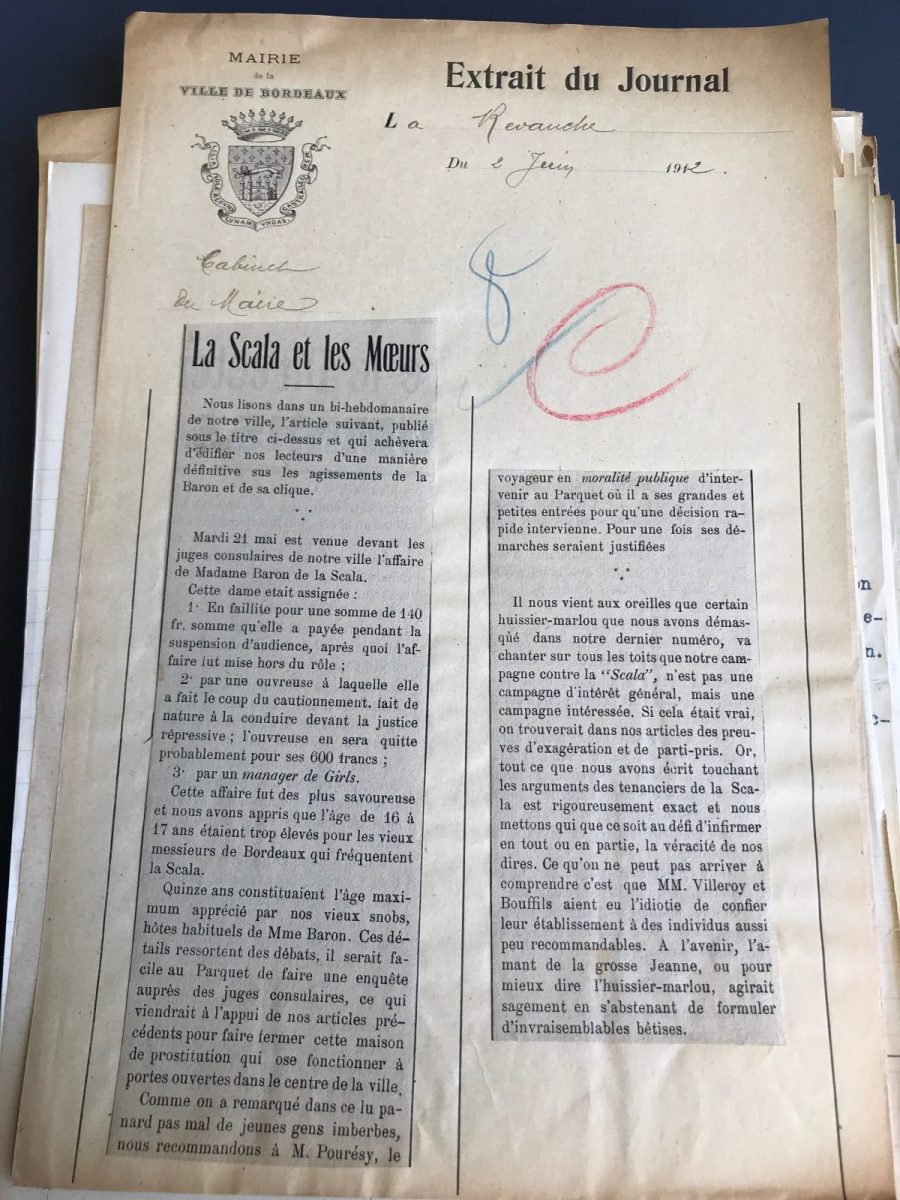 MAIRIE
de la
VILLE DE BORDEAUX
LILIA SOLA REGUNT
LUNAM UNDAS
CASTRA LEONEM
Cabinet
du Maire
Extrait du Journal
La Revanche
Du 2 Juin 1912.
La Scala et les Mœurs
Nous lisons dans un bi-hebdomanaire
de notre ville, l'article suivant, publié
sous le titre ci-dessus et qui achèvera
d'édifier nos lecteurs d'une manière
définitive sus les agissements de la
Baron et de sa clique.
Mardi 21 mai est venue devant les
juges consulaires de notre ville l'affaire
de Madame Baron de la Scala.
Cette dame etait assignée :
1· En faillite pour une somme de 140
fr. somme qu'elle a payée pendant la
suspension d'audience, après quoi l'af-
faire fut mise hors du rôle ;
2· par une ouvreuse à laquelle elle
a fait le coup du cautionnement. fait de
nature à la conduire devant la justice
répressive ; l'ouvreuse en sera quitte
probablement pour ses 600 francs ;
3· par un manager de Girls.
Cette affaire fut des plus savoureuse
et nous avons appris que l'âge de 16 à
17 ans étaient trop élevés pour les vieux
messieurs de Bordeaux qui fréquentent
la Scala.
Quinze ans constituaient l'âge maxi-
mum apprécié par nos vieux snobs,
hôtes habituels de Mme Baron. Ces dé-
tails ressortent des débats, il serait fa-
cile au Parquet de faire une enquête
auprès des juges consulaires, ce qui
viendrait à l'appui de nos articles pré-
cédents pour faire fermer cette maison
de prostitution qui ose fonctionner à
portes ouvertes dans le centre de la ville.
Comme on a remarqué dans ce lu pa-
nard pas mal de jeunes gens imberbes,
nous recommandons à M. Pourésy, le
voyageur en moralité publique d'inter-
venir au Parquet où il a ses grandes et
petites entrées pour qu'une décision ra-
pide intervienne. Pour une fois ses dé-
marches seraient justifiées
Il nous vient aux oreilles que certain
huissier-marlou que nous avons démas-
qûé dans notre dernier numéro, va
chanter sur tous les toits que notre cam-
pagne contre la "Scala", n'est pas une
campagne d'intérêt général, mais une
campagne intéressée. Si cela était vrai,
on trouverait dans nos articles des preu-
ves d'exagération et de parti-pris. Or,
tout ce que nous avons écrit touchant
les arguments des tenanciers de la Sca-
la est rigoureusement exact et nous
mettons qui que ce soit au défi d'infirmer
en tout ou en partie, la véracité de nos
dires. Ce qu'on ne peut pas arriver à
comprendre c'est que MM. Villeroy et
Bouffils aient eu l'idiotie de confier
leur établissement à des individus aussi
peu recommandables. A l'avenir, l'a-
mant de la grosse Jeanne, ou pour
mieux dire l'huissier-marlou, agirait
sagement en s'abstenant de formuler
d'invraisemblables bêtises.